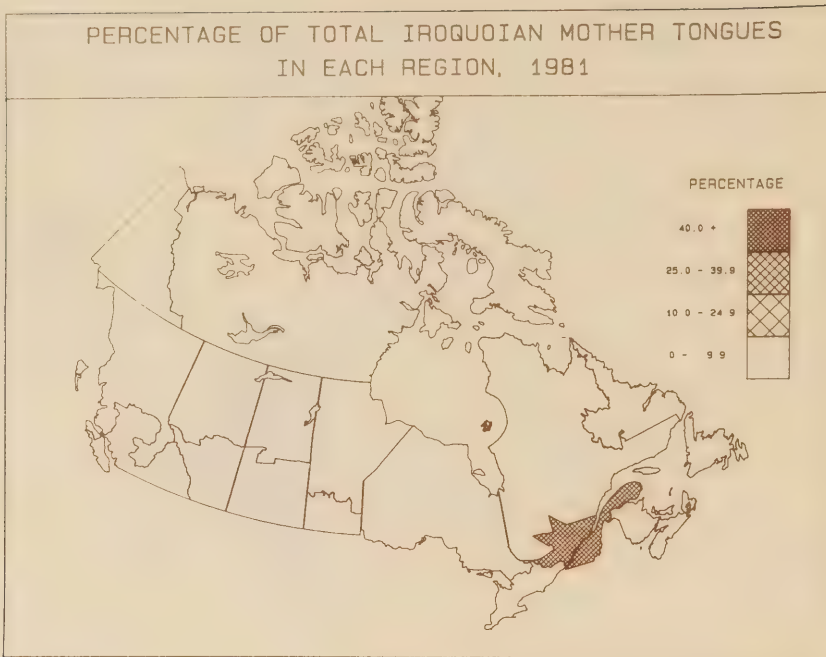 PERCENTAGE OF TOTAL IROQUOIAN MOTHER TONGUES
IN EACH REGION, 1981
PERCENTAGE
40.0 +
25.0 - 39.9
10.0 - 24.9
0 - 9.9